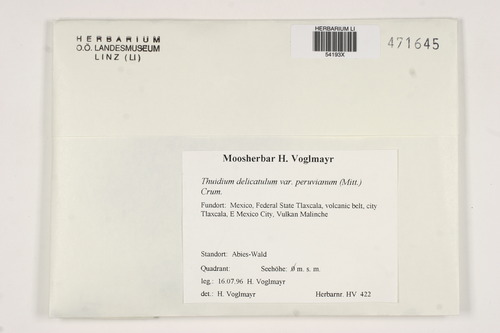 HERBARIUM
O.Ö. LANDESMUSEUM
LINZ (LI)
HERBARIUM LI
54193X
471645
Moosherbar H. Voglmayr
Thuidium delicatulum var. peruvianum (Mitt.)
Crum.
Fundort: Mexico, Federal State Tlaxcala, volcanic belt, city
Tlaxcala, E Mexico City, Vulkan Malinche
Standort: Abies-Wald
Quadrant: Seehöhe: m. s. m.
leg.: 16.07.96 H. Voglmayr
det.: H. Voglmayr Herbarnr. HV 422